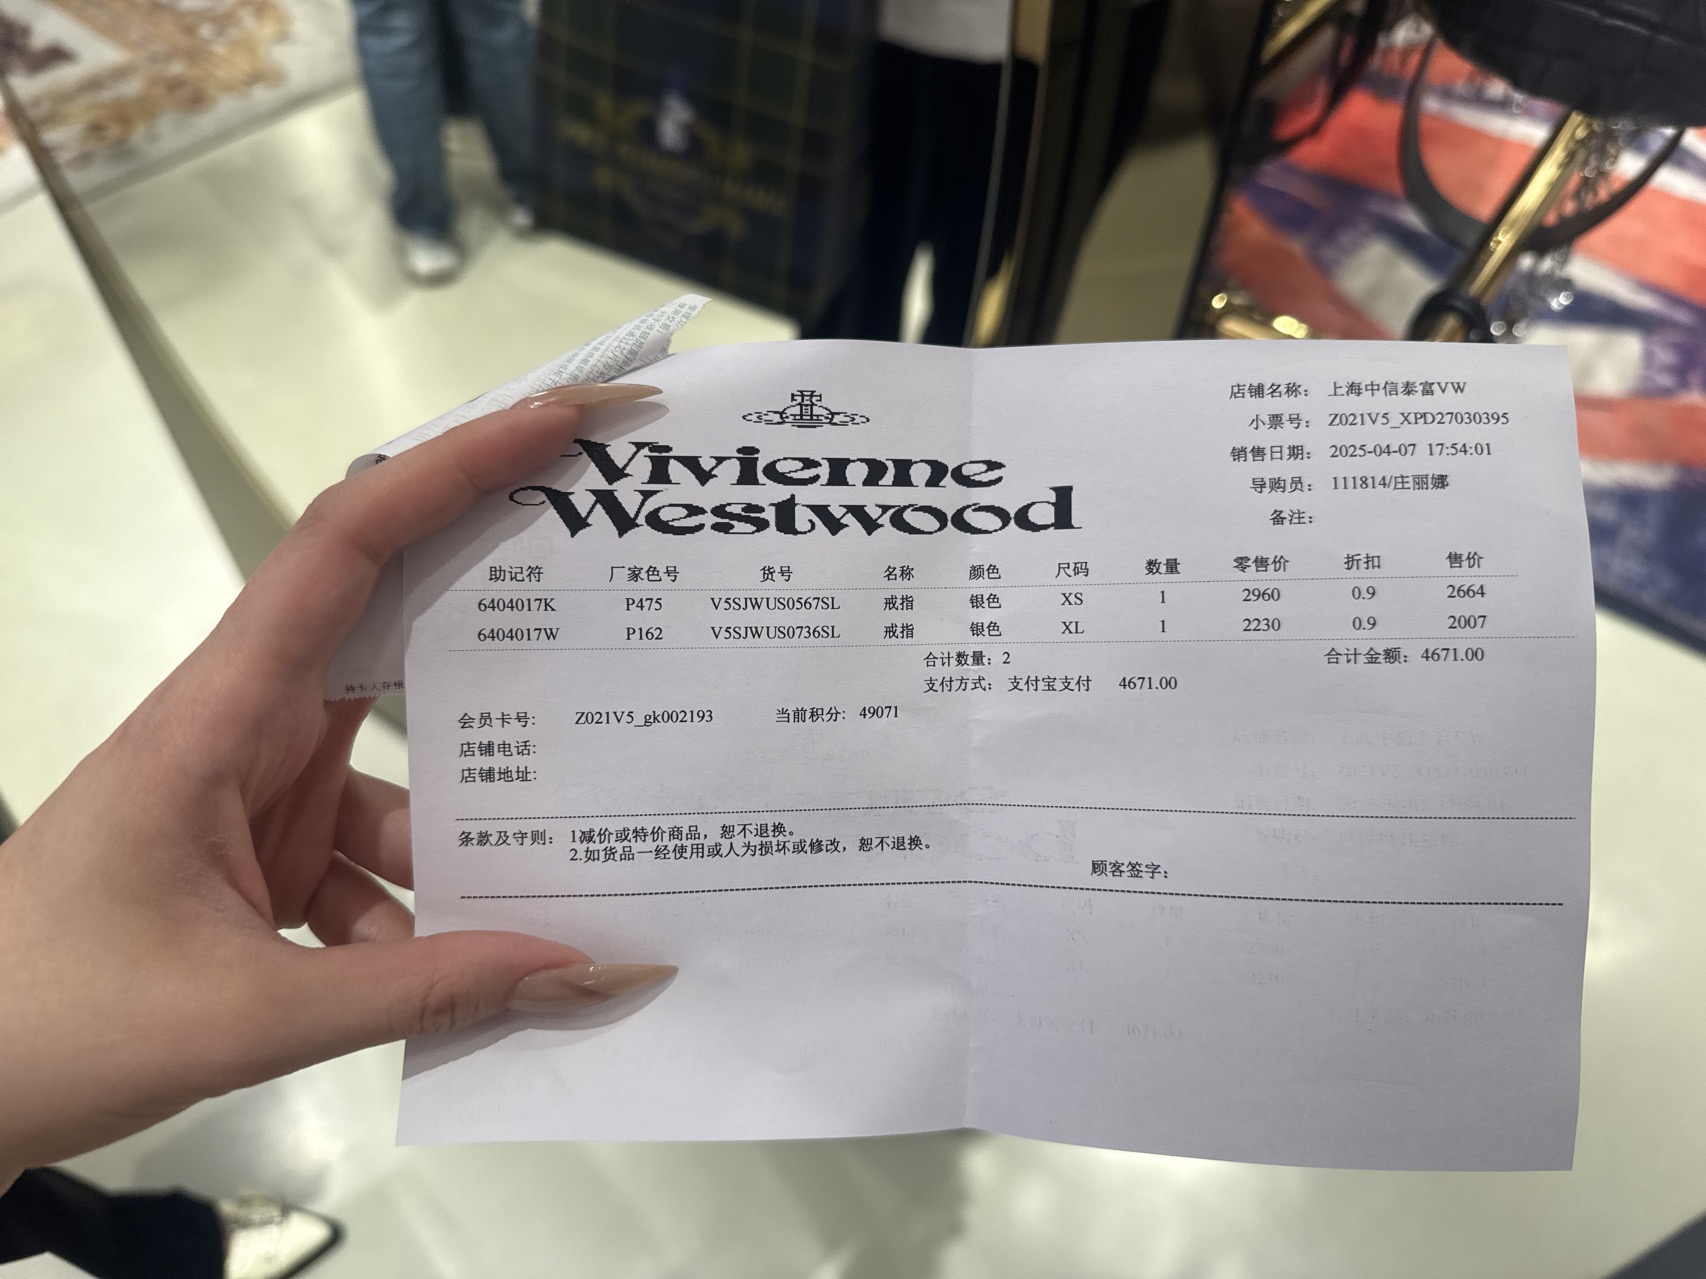 Vivienne
Westwood
店铺名称： 上海中信泰富VW
小票号： Z021V5_XPD27030395
销售日期： 2025-04-07 17:54:01
导购员： 111814/庄丽娜
备注：
助记符 厂家色号 货号 名称 颜色 尺码 数量 零售价 折扣 售价
6404017K P475 V5SJWUS0567SL 戒指 银色 XS 1 2960 0.9 2664
6404017W P162 V5SJWUS0736SL 戒指 银色 XL 1 2230 0.9 2007
合计数量：2 合计金额：4671.00
支付方式： 支付宝支付 4671.00
会员卡号： Z021V5_gk002193 当前积分: 49071
店铺电话:
店铺地址:
条款及守则： 1减价或特价商品，恕不退换。
2.如货品一经使用或人为损坏或修改，恕不退换。
顾客签字：
持卡人存根